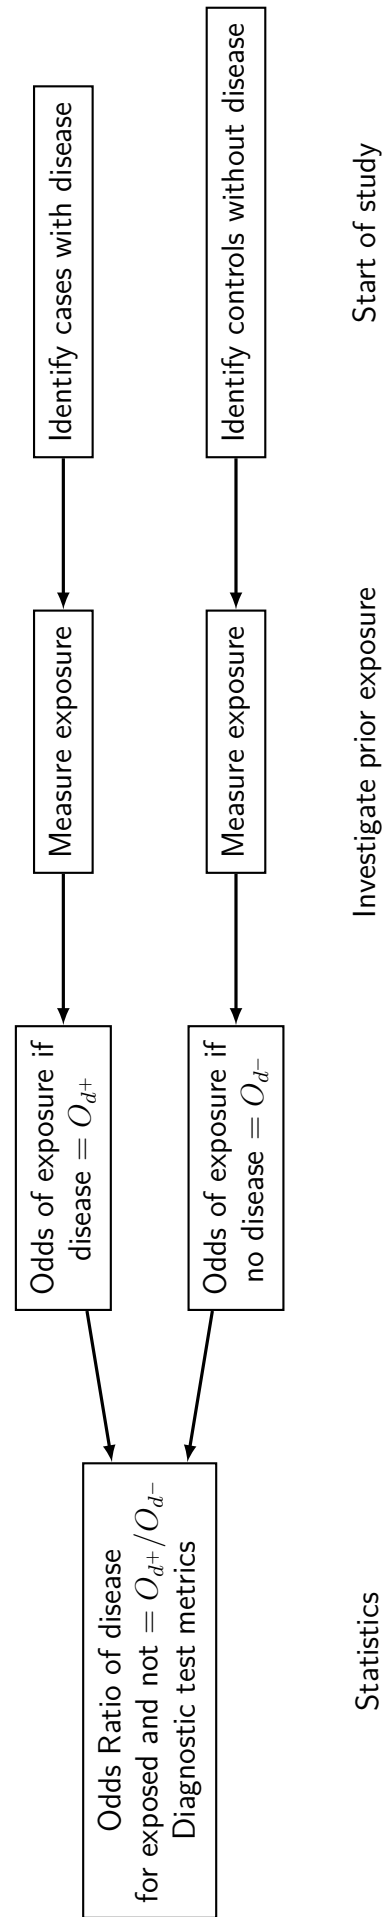 Identify cases with disease
Identify controls without disease
Start of study
Measure exposure
Measure exposure
Investigate prior exposure
Odds of exposure if
disease = O_{d^+}
Odds of exposure if
no disease = O_{d^-}
Odds Ratio of disease
for exposed and not = O_{d^+}/O_{d^-}
Diagnostic test metrics
Statistics